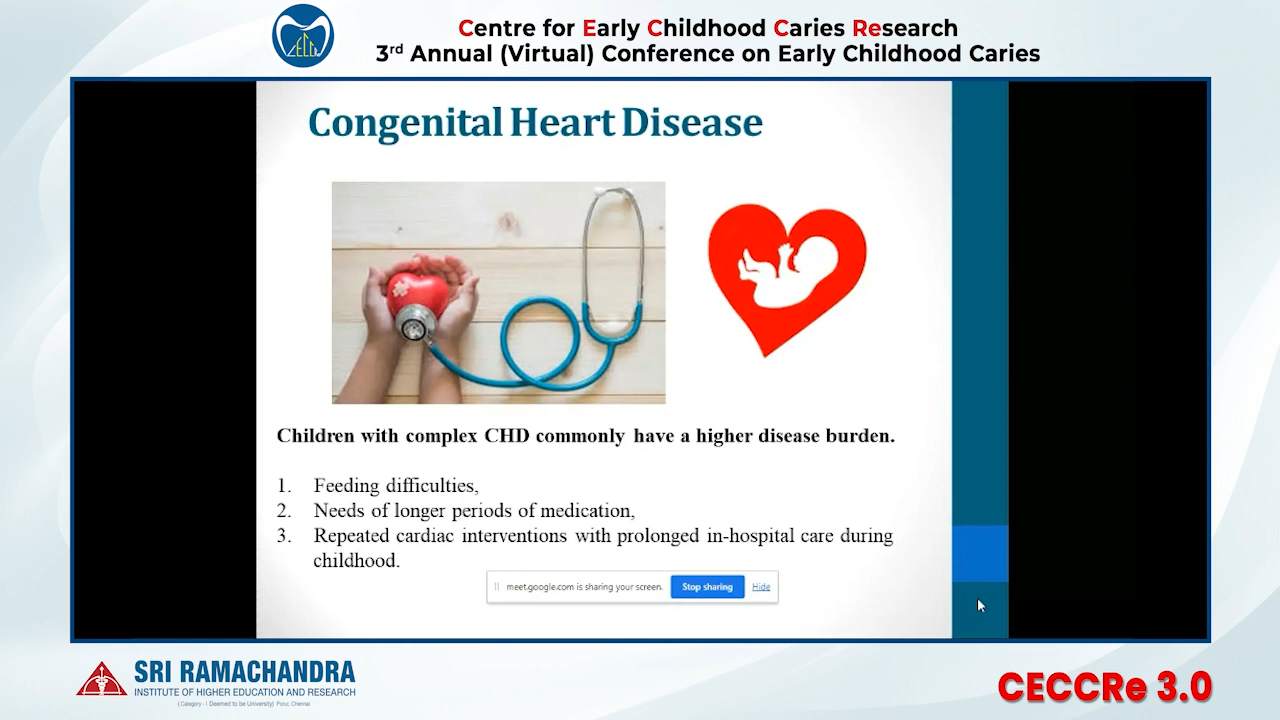 Centre for Early Childhood Caries Research
3rd Annual (Virtual) Conference on Early Childhood Caries
CECCRe
Congenital Heart Disease
Children with complex CHD commonly have a higher disease burden.
1. Feeding difficulties,
2. Needs of longer periods of medication,
3. Repeated cardiac interventions with prolonged in-hospital care during
childhood.
meet.google.com is sharing your screen. Stop sharing Hide
SRI RAMACHANDRA
INSTITUTE OF HIGHER EDUCATION AND RESEARCH
( Category - I Deemed to be University) Porur, Chennai
CECCRe 3.0